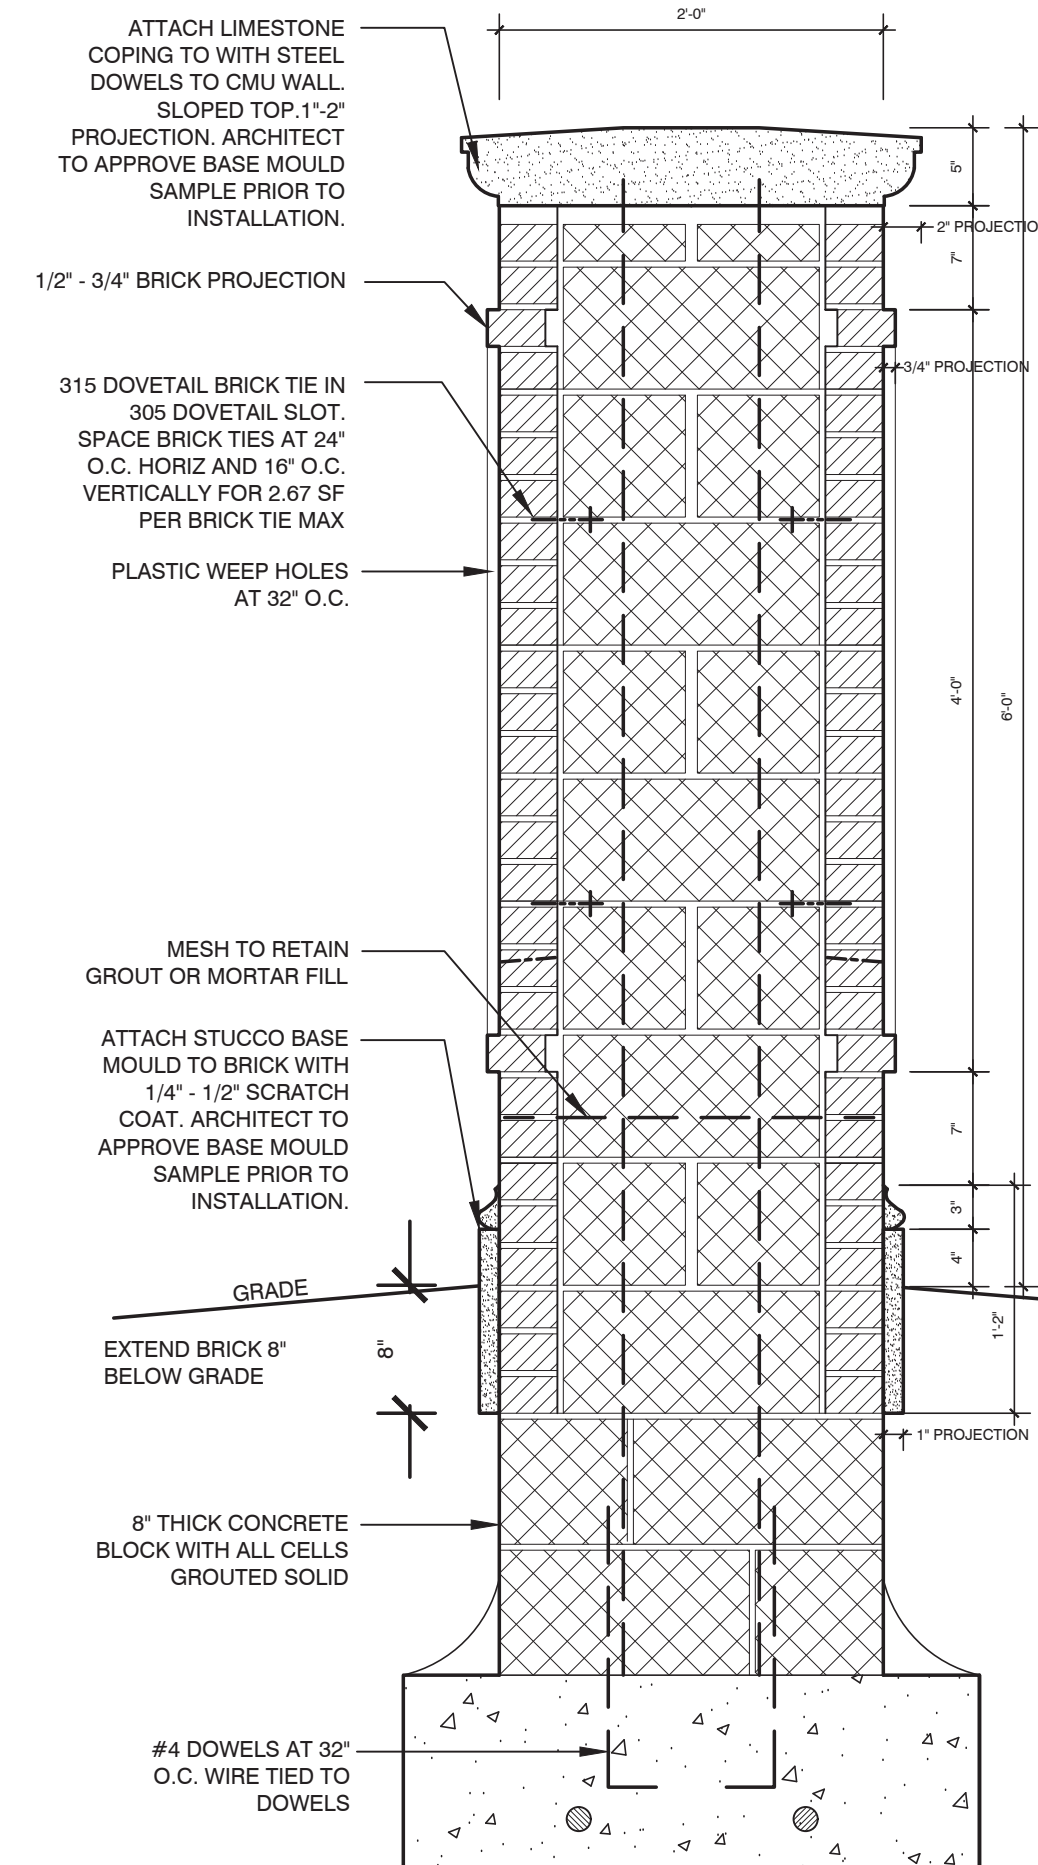 2'-0"
ATTACH LIMESTONE
COPING TO WITH STEEL
DOWELS TO CMU WALL.
SLOPED TOP.1"-2"
PROJECTION. ARCHITECT
TO APPROVE BASE MOULD
SAMPLE PRIOR TO
INSTALLATION.
5"
2" PROJECTIO
7"
1/2" - 3/4" BRICK PROJECTION
3/4" PROJECTION
315 DOVETAIL BRICK TIE IN
305 DOVETAIL SLOT.
SPACE BRICK TIES AT 24"
O.C. HORIZ AND 16" O.C.
VERTICALLY FOR 2.67 SF
PER BRICK TIE MAX
PLASTIC WEEP HOLES
AT 32" O.C.
4'-0"
6'-0"
MESH TO RETAIN
GROUT OR MORTAR FILL
ATTACH STUCCO BASE
MOULD TO BRICK WITH
1/4" - 1/2" SCRATCH
COAT. ARCHITECT TO
APPROVE BASE MOULD
SAMPLE PRIOR TO
INSTALLATION.
7"
3"
4"
1'-2"
GRADE
EXTEND BRICK 8"
BELOW GRADE
8"
1" PROJECTION
8" THICK CONCRETE
BLOCK WITH ALL CELLS
GROUTED SOLID
#4 DOWELS AT 32"
O.C. WIRE TIED TO
DOWELS